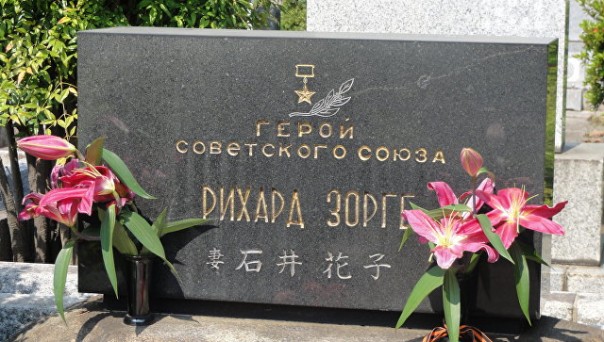 ГЕРОЙ
СОВЕТСКОГО СОЮЗА
РИХАРД ЗОРГЕ
妻 石井 花子